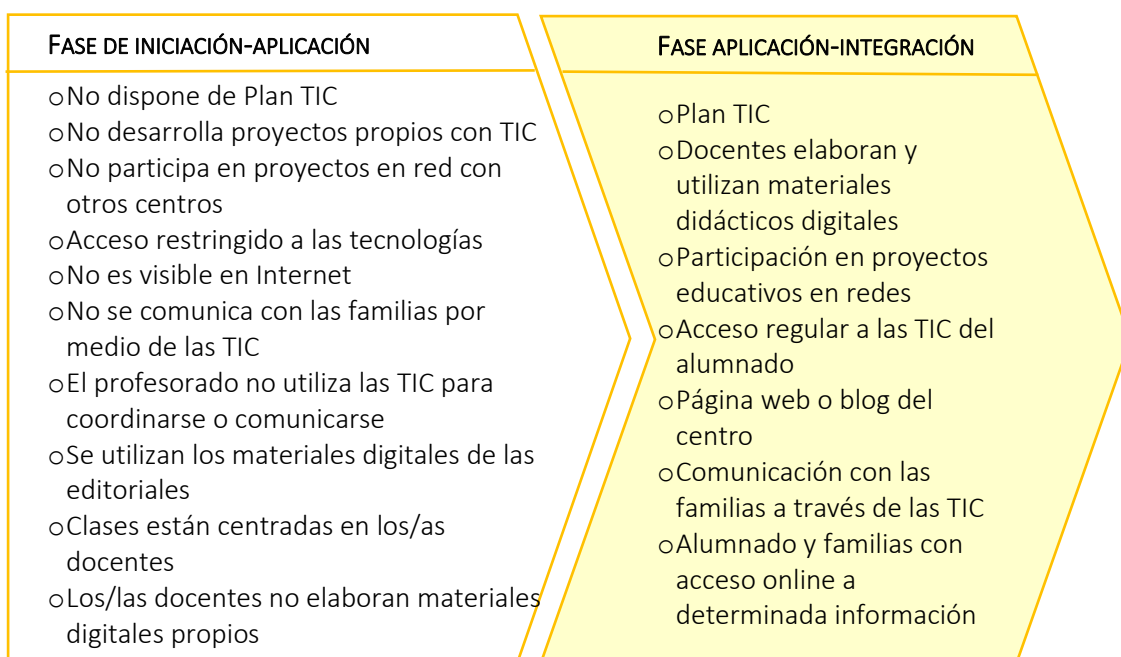 FASE DE INICIACIÓN-APLICACIÓN
oNo dispone de Plan TIC
oNo desarrolla proyectos propios con TIC
oNo participa en proyectos en red con
otros centros
oAcceso restringido a las tecnologías
oNo es visible en Internet
oNo se comunica con las familias por
medio de las TIC
oEl profesorado no utiliza las TIC para
coordinarse o comunicarse
oSe utilizan los materiales digitales de las
editoriales
oClases están centradas en los/as
docentes
oLos/las docentes no elaboran materiales
digitales propios
FASE APLICACIÓN-INTEGRACIÓN
oPlan TIC
oDocentes elaboran y
utilizan materiales
didácticos digitales
oParticipación en proyectos
educativos en redes
oAcceso regular a las TIC del
alumnado
oPágina web o blog del
centro
oComunicación con las
familias a través de las TIC
oAlumnado y familias con
acceso online a
determinada información